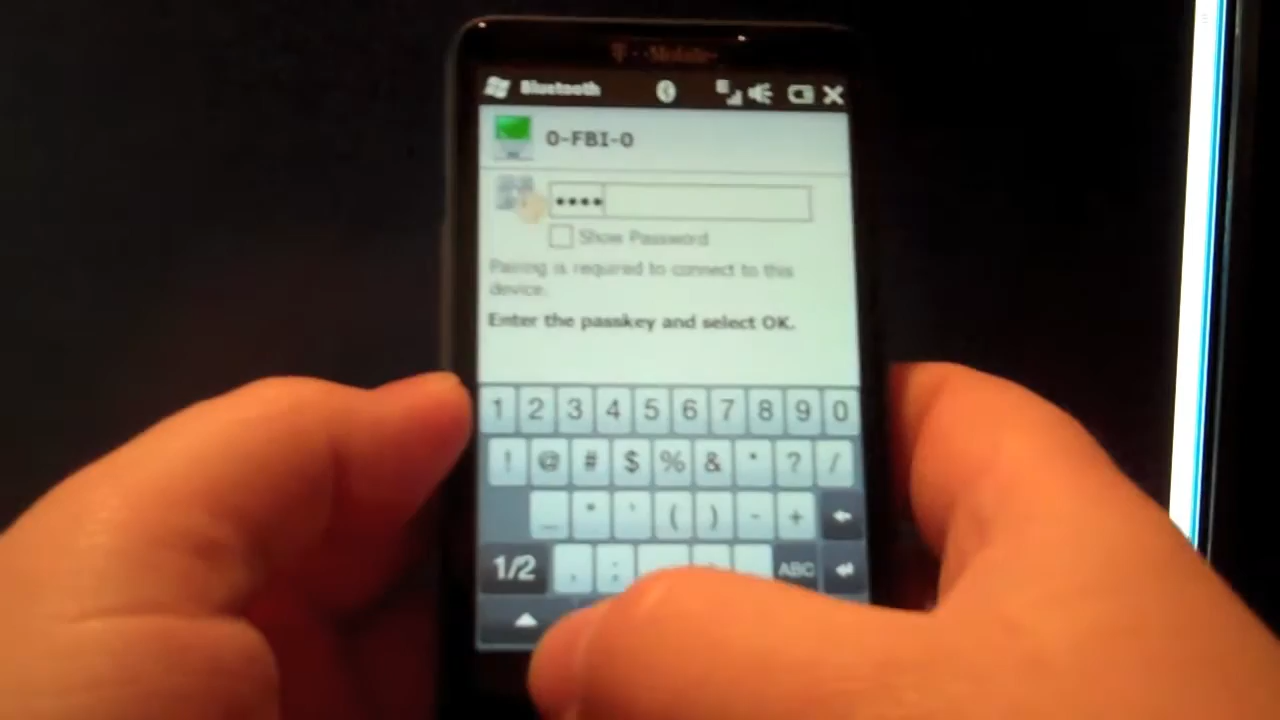 T-Mobile
Bluetooth
0-FBI-0
••••
Show Password
Pairing is required to connect to this
device.
Enter the passkey and select OK.
1 2 3 4 5 6 7 8 9 0
! @ # $ % & * ? /
_ " ' ( ) - +
1/2 , : ABC